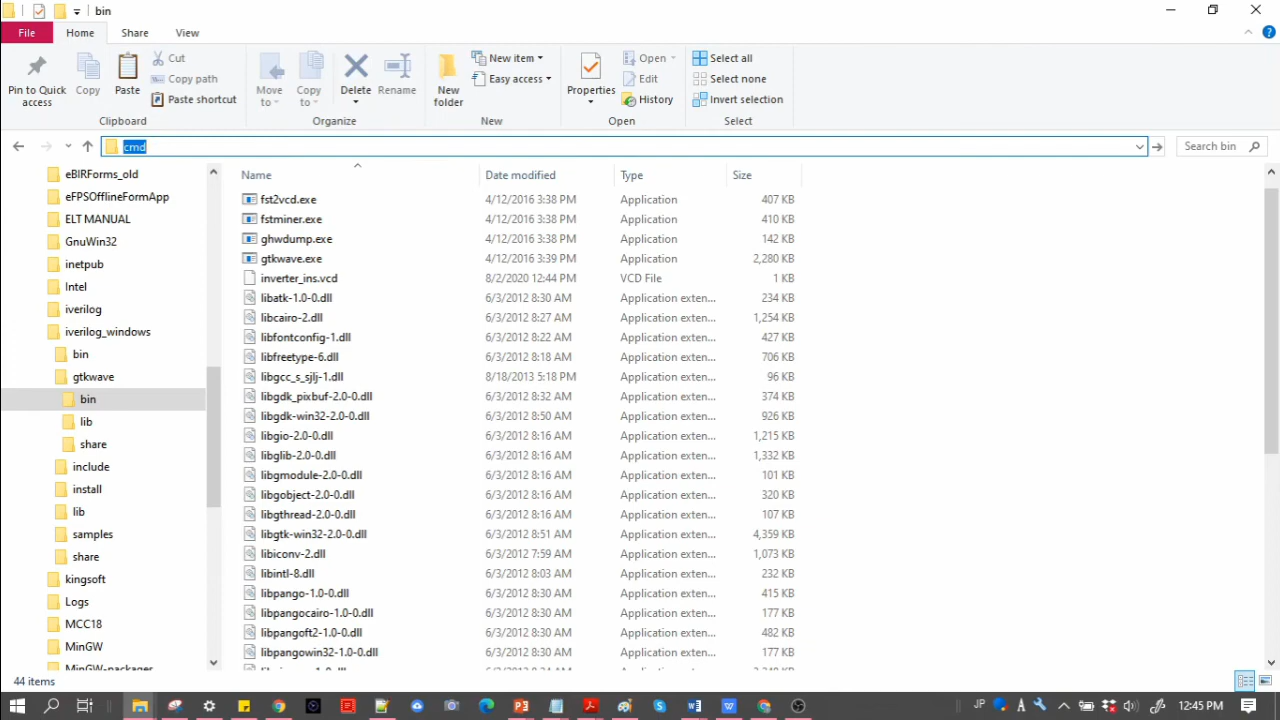 bin
File Home Share View
Pin to Quick access
Copy
Paste
Cut
Copy path
Paste shortcut
Clipboard
Move to
Copy to
Delete
Rename
Organize
New folder
New item
Easy access
New
Properties
Open
Edit
History
Open
Select all
Select none
Invert selection
Select
cmd
Search bin
eBIRForms_old
eFPSOfflineFormApp
ELT MANUAL
GnuWin32
inetpub
Intel
iverilog
iverilog_windows
bin
gtkwave
bin
lib
share
include
install
lib
samples
share
kingsoft
Logs
MCC18
MinGW
MinGW-packages
Name Date modified Type Size
fst2vcd.exe 4/12/2016 3:38 PM Application 407 KB
fstminer.exe 4/12/2016 3:38 PM Application 410 KB
ghwdump.exe 4/12/2016 3:38 PM Application 142 KB
gtkwave.exe 4/12/2016 3:39 PM Application 2,280 KB
inverter_ins.vcd 8/2/2020 12:44 PM VCD File 1 KB
libatk-1.0-0.dll 6/3/2012 8:30 AM Application exten... 234 KB
libcairo-2.dll 6/3/2012 8:27 AM Application exten... 1,254 KB
libfontconfig-1.dll 6/3/2012 8:22 AM Application exten... 427 KB
libfreetype-6.dll 6/3/2012 8:18 AM Application exten... 706 KB
libgcc_s_sjlj-1.dll 8/18/2013 5:18 PM Application exten... 96 KB
libgdk_pixbuf-2.0-0.dll 6/3/2012 8:32 AM Application exten... 374 KB
libgdk-win32-2.0-0.dll 6/3/2012 8:50 AM Application exten... 926 KB
libgio-2.0-0.dll 6/3/2012 8:16 AM Application exten... 1,215 KB
libglib-2.0-0.dll 6/3/2012 8:16 AM Application exten... 1,332 KB
libgmodule-2.0-0.dll 6/3/2012 8:16 AM Application exten... 101 KB
libgobject-2.0-0.dll 6/3/2012 8:16 AM Application exten... 320 KB
libgthread-2.0-0.dll 6/3/2012 8:16 AM Application exten... 107 KB
libgtk-win32-2.0-0.dll 6/3/2012 8:51 AM Application exten... 4,359 KB
libiconv-2.dll 6/3/2012 7:59 AM Application exten... 1,073 KB
libintl-8.dll 6/3/2012 8:03 AM Application exten... 232 KB
libpango-1.0-0.dll 6/3/2012 8:30 AM Application exten... 415 KB
libpangocairo-1.0-0.dll 6/3/2012 8:30 AM Application exten... 177 KB
libpangoft2-1.0-0.dll 6/3/2012 8:30 AM Application exten... 482 KB
libpangowin32-1.0-0.dll 6/3/2012 8:30 AM Application exten... 177 KB
44 items
JP A 12:45 PM